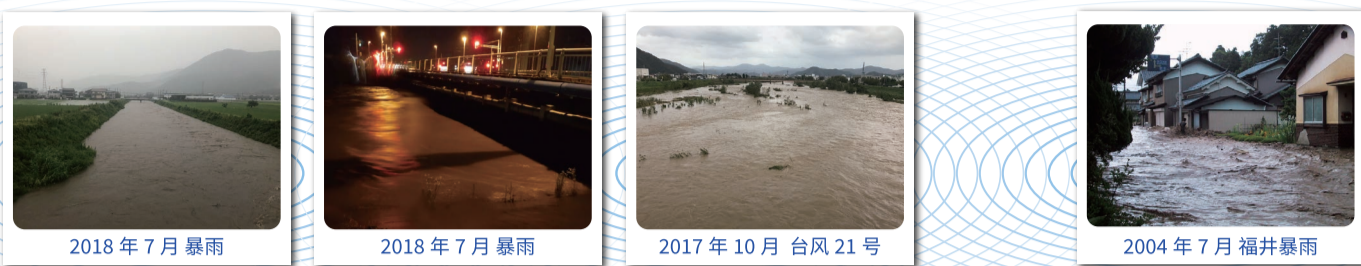 2018 年 7 月 暴雨
2018 年 7 月 暴雨
2017 年 10 月 台风 21 号
2004 年 7 月 福井暴雨